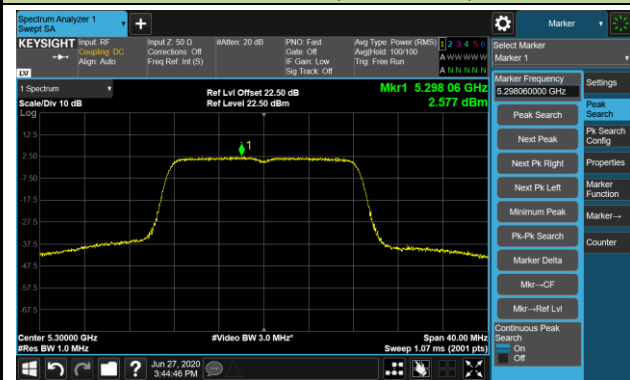 Spectrum Analyzer 1
Swept SA
Marker
KEYSIGHT
Input: RF
Coupling: DC
Align: Auto
Input Z: 50 Ω
Corrections: Off
Freq Ref: Int (S)
#Atten: 20 dB
PNO: Fast
Gate: Off
IF Gain: Low
Sig Track: Off
Avg Type: Power (RMS)
Avg|Hold: 100/100
Trig: Free Run
1 2 3 4 5 6
A W W W W W
A N N N N N
LXI
Select Marker
Marker 1
1 Spectrum
Scale/Div 10 dB
Log
Ref Lvl Offset 22.50 dB
Ref Level 22.50 dBm
Mkr1 5.298 06 GHz
2.577 dBm
12.5
2.50
-7.50
-17.5
-27.5
-37.5
-47.5
-57.5
-67.5
1
Center 5.30000 GHz
#Res BW 1.0 MHz
#Video BW 3.0 MHz*
Span 40.00 MHz
Sweep 1.07 ms (2001 pts)
Marker Frequency
5.298060000 GHz
Peak Search
Next Peak
Next Pk Right
Next Pk Left
Minimum Peak
Pk-Pk Search
Marker Delta
Mkr→CF
Mkr→Ref Lvl
Continuous Peak
Search
On
Off
Settings
Peak
Search
Pk Search
Config
Properties
Marker
Function
Marker→
Counter
Jun 27, 2020
3:44:46 PM